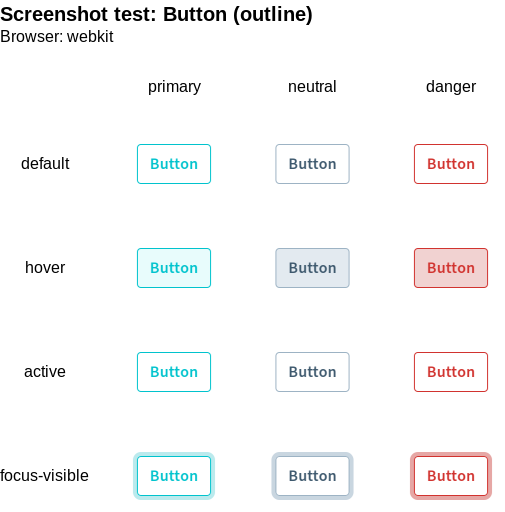 Screenshot test: Button (outline)
Browser: webkit
primary neutral danger
default Button Button Button
hover Button Button Button
active Button Button Button
focus-visible Button Button Button